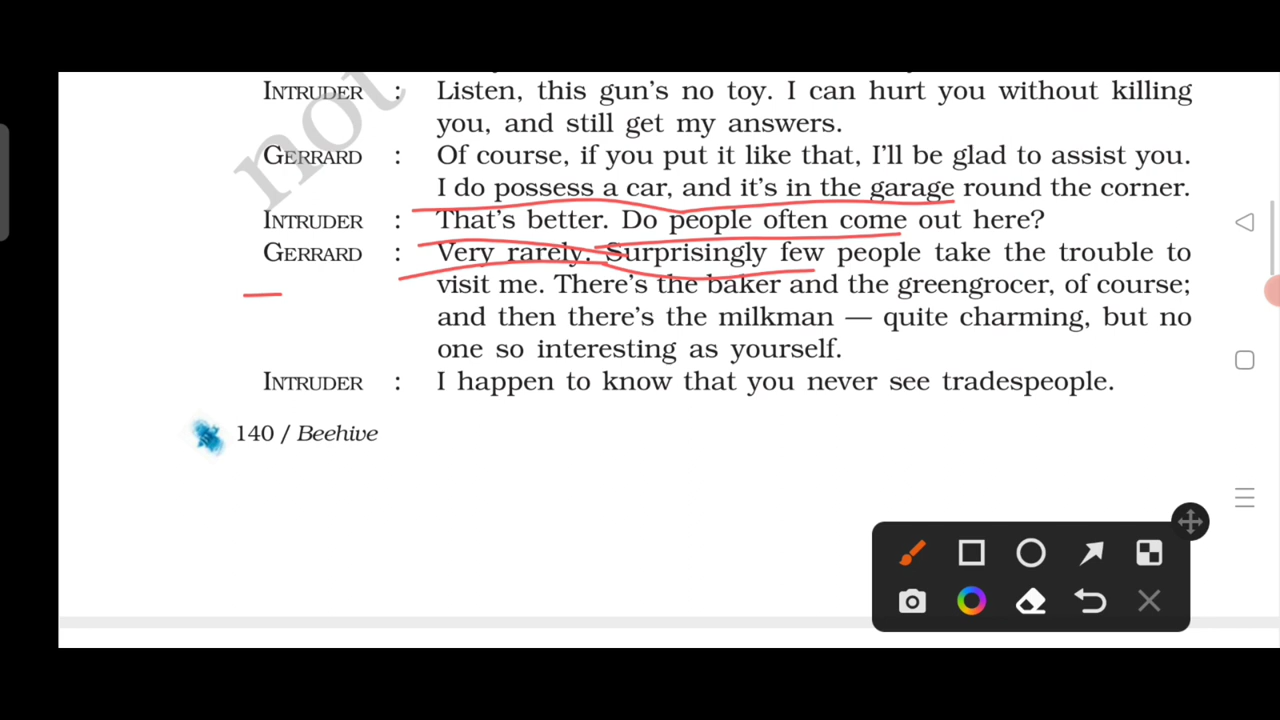 not
INTRUDER : Listen, this gun's no toy. I can hurt you without killing
you, and still get my answers.
GERRARD : Of course, if you put it like that, I'll be glad to assist you.
I do possess a car, and it's in the garage round the corner.
INTRUDER : That's better. Do people often come out here?
GERRARD : Very rarely. Surprisingly few people take the trouble to
visit me. There's the baker and the greengrocer, of course;
and then there's the milkman — quite charming, but no
one so interesting as yourself.
INTRUDER : I happen to know that you never see tradespeople.
140 / Beehive